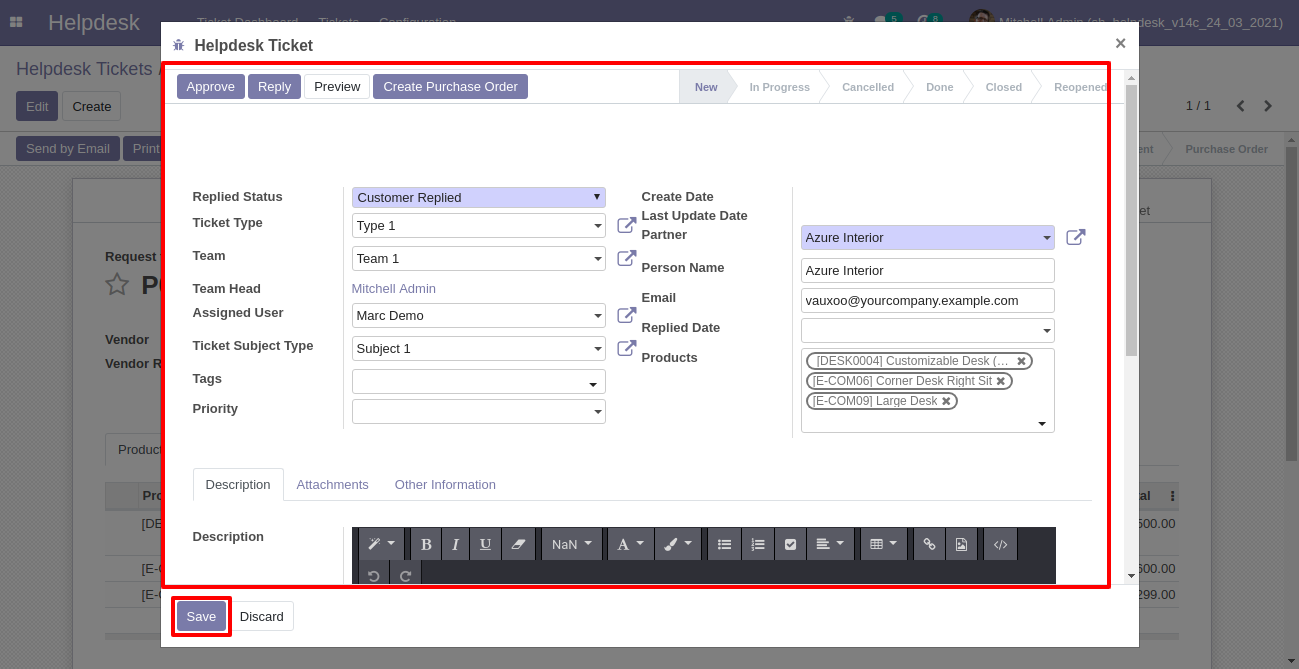 Helpdesk
Ticket Dashboard Tickets Configuration
5 8
Mitchell Admin (sh_helpdesk_v14c_24_03_2021)
Helpdesk Tickets /
Edit Create
1 / 1
Send by Email Print
Purchase Order
Helpdesk Ticket ×
Approve Reply Preview Create Purchase Order
New In Progress Cancelled Done Closed Reopened
Request
Vendor
Vendor R
Replied Status Customer Replied
Ticket Type Type 1
Team Team 1
Team Head Mitchell Admin
Assigned User Marc Demo
Ticket Subject Type Subject 1
Tags
Priority
Create Date
Last Update Date
Partner Azure Interior
Person Name Azure Interior
Email vauxoo@yourcompany.example.com
Replied Date
Products
[DESK0004] Customizable Desk (…
[E-COM06] Corner Desk Right Sit
[E-COM09] Large Desk
Product
Description Attachments Other Information
Description
B I U NaN A </>
[DE
[E-C
[E-C
500.00
600.00
299.00
Save Discard